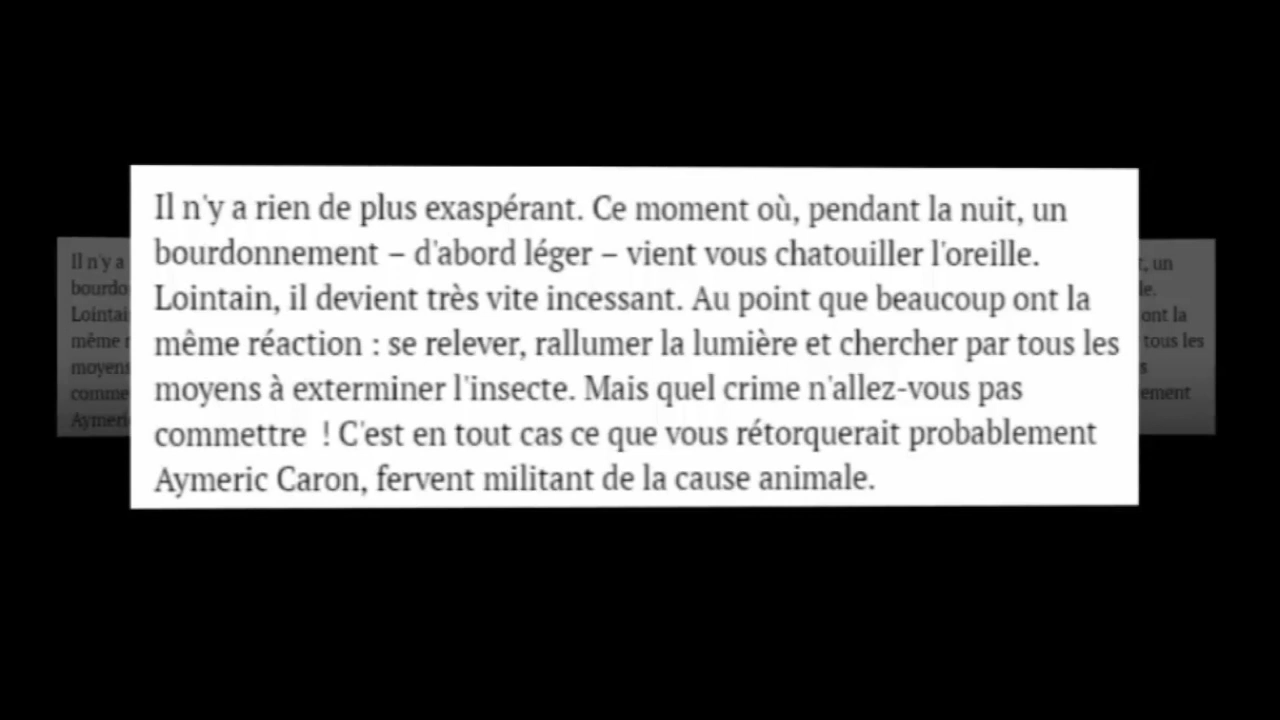 Il n'y a rien de plus exaspérant. Ce moment où, pendant la nuit, un
bourdonnement – d'abord léger – vient vous chatouiller l'oreille.
Lointain, il devient très vite incessant. Au point que beaucoup ont la
même réaction : se relever, rallumer la lumière et chercher par tous les
moyens à exterminer l'insecte. Mais quel crime n'allez-vous pas
commettre ! C'est en tout cas ce que vous rétorquerait probablement
Aymeric Caron, fervent militant de la cause animale.